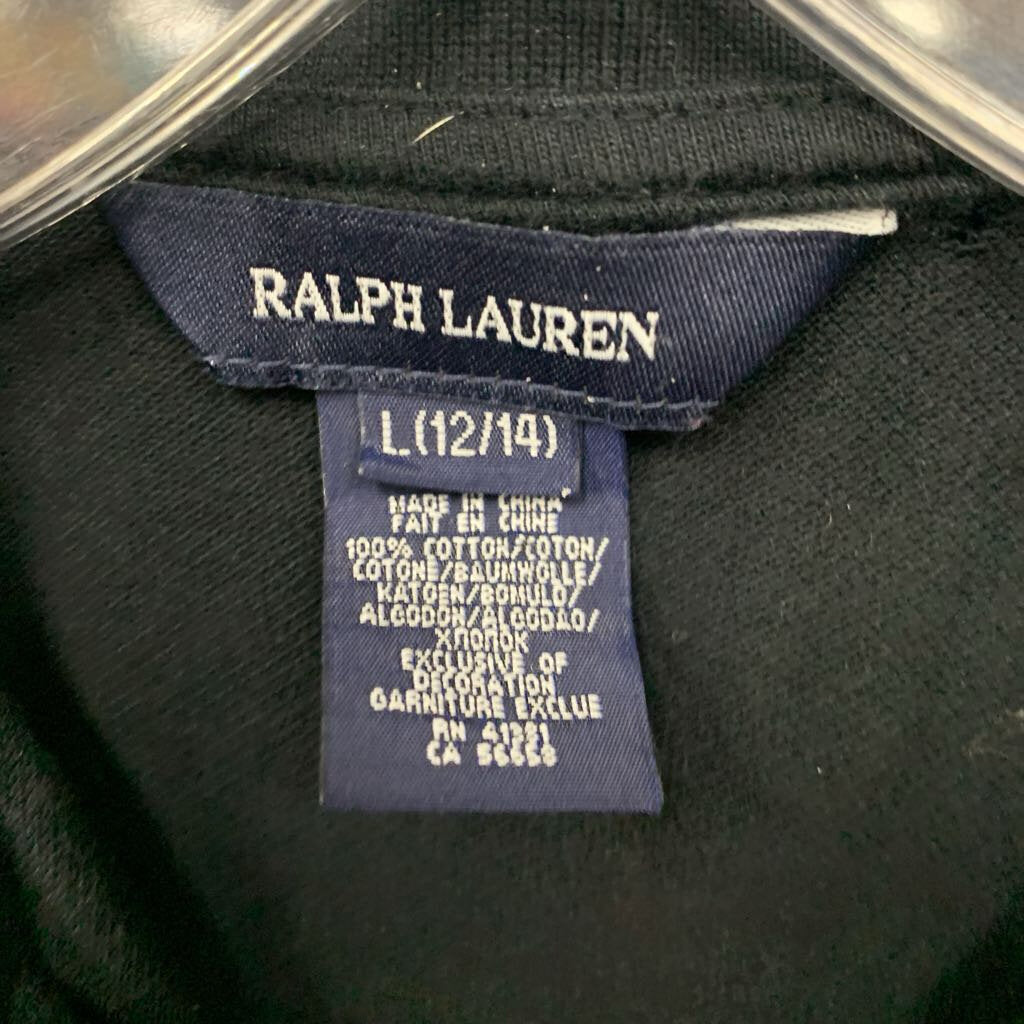 RALPH LAUREN
L(12/14)
MADE IN CHINA
FAIT EN CHINE
100% COTTON/COTON/
COTONE/BAUMWOLLE/
KATOEN/BOMULD/
ALGODON/ALGODAO/
ХЛОПОК
EXCLUSIVE OF
DECORATION
GARNITURE EXCLUE
RN 41381
CA 56668